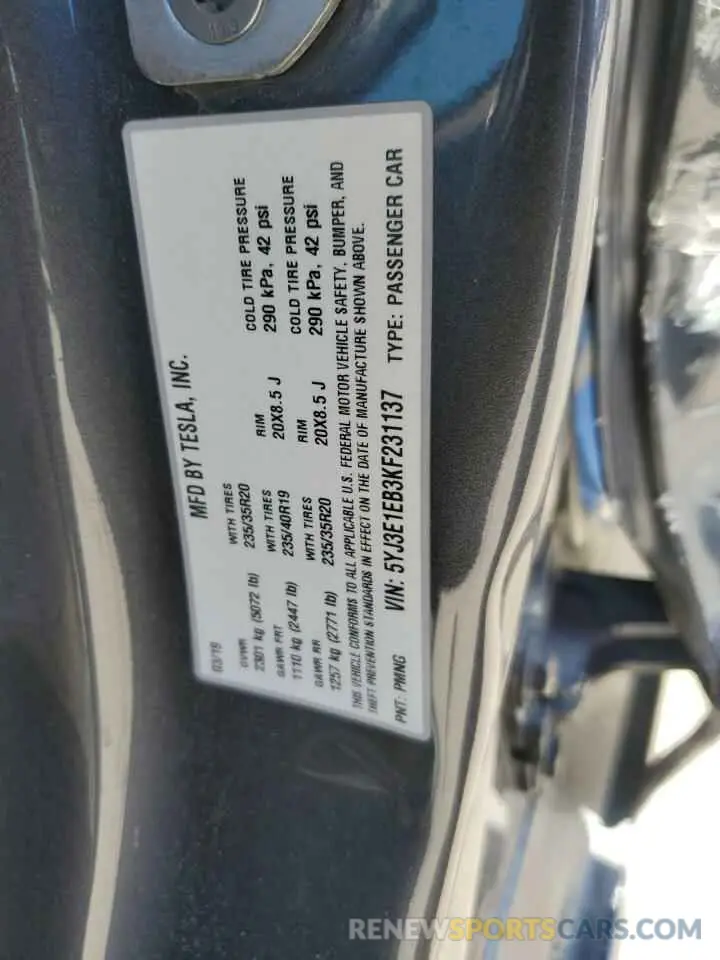 MFD BY TESLA, INC.
03/19
GVWR
2301 kg (5072 lb)
GAWR FRT
1110 kg (2447 lb)
GAWR RR
1257 kg (2771 lb)
WITH TIRES
235/35R20
WITH TIRES
235/40R19
WITH TIRES
235/35R20
RIM
20X8.5 J
RIM
20X8.5 J
COLD TIRE PRESSURE
290 kPa, 42 psi
COLD TIRE PRESSURE
290 kPa, 42 psi
THIS VEHICLE CONFORMS TO ALL APPLICABLE U.S. FEDERAL MOTOR VEHICLE SAFETY, BUMPER, AND
THEFT PREVENTION STANDARDS IN EFFECT ON THE DATE OF MANUFACTURE SHOWN ABOVE.
PNT: PMNG VIN: 5YJ3E1EB3KF231137 TYPE: PASSENGER CAR
RENEWSPORTSCAR.COM